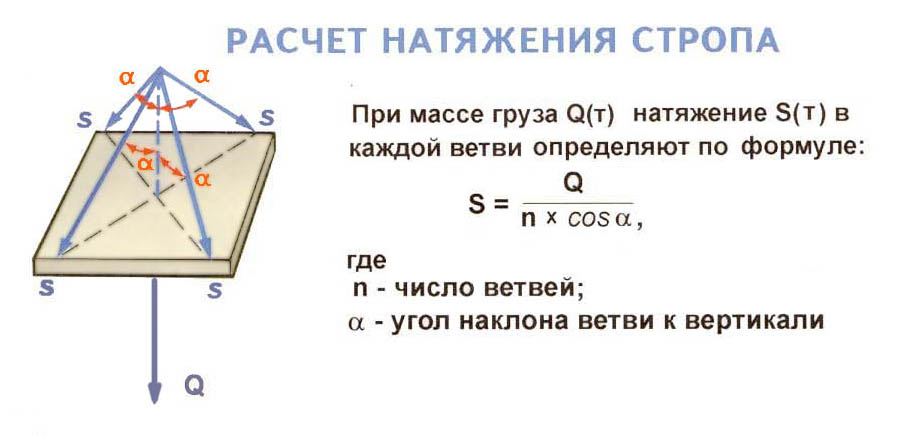 РАСЧЕТ НАТЯЖЕНИЯ СТРОПА
α α
S S
При массе груза Q(т) натяжение S(т) в
каждой ветви определяют по формуле:
α α
Q
S =
n × cos α,
где
S S
n - число ветвей;
α - угол наклона ветви к вертикали
Q